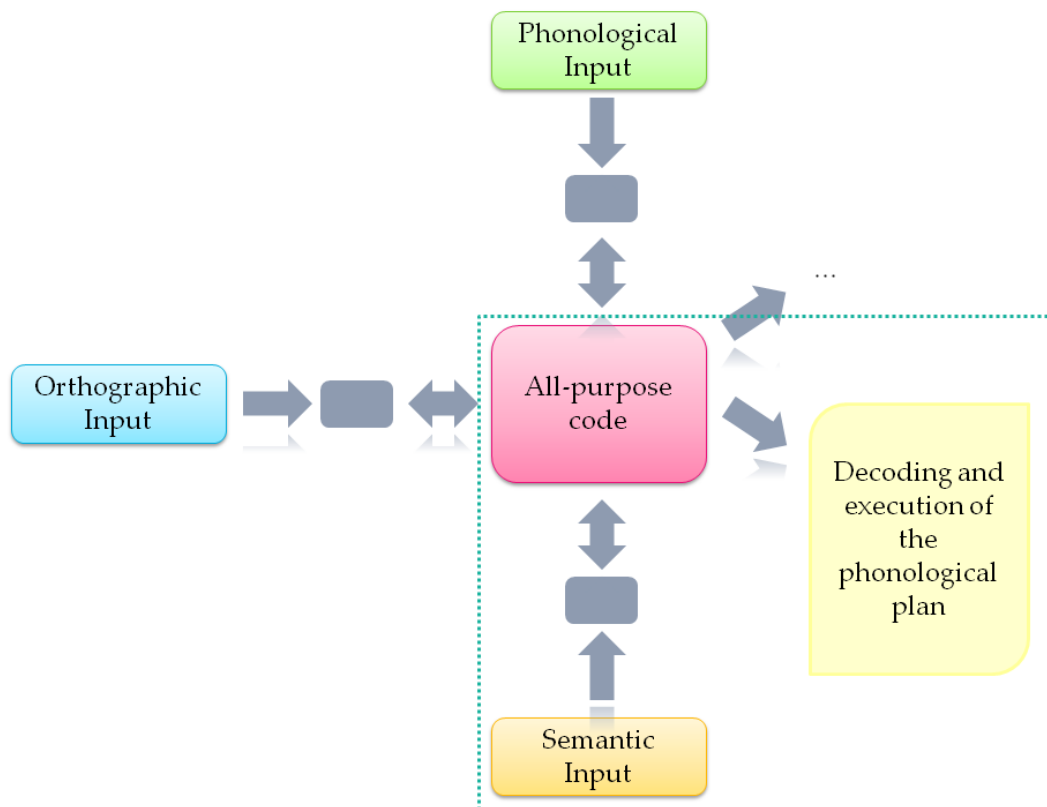 Phonological
Input
...
Orthographic
Input
All-purpose
code
Decoding and
execution of
the
phonological
plan
Semantic
Input